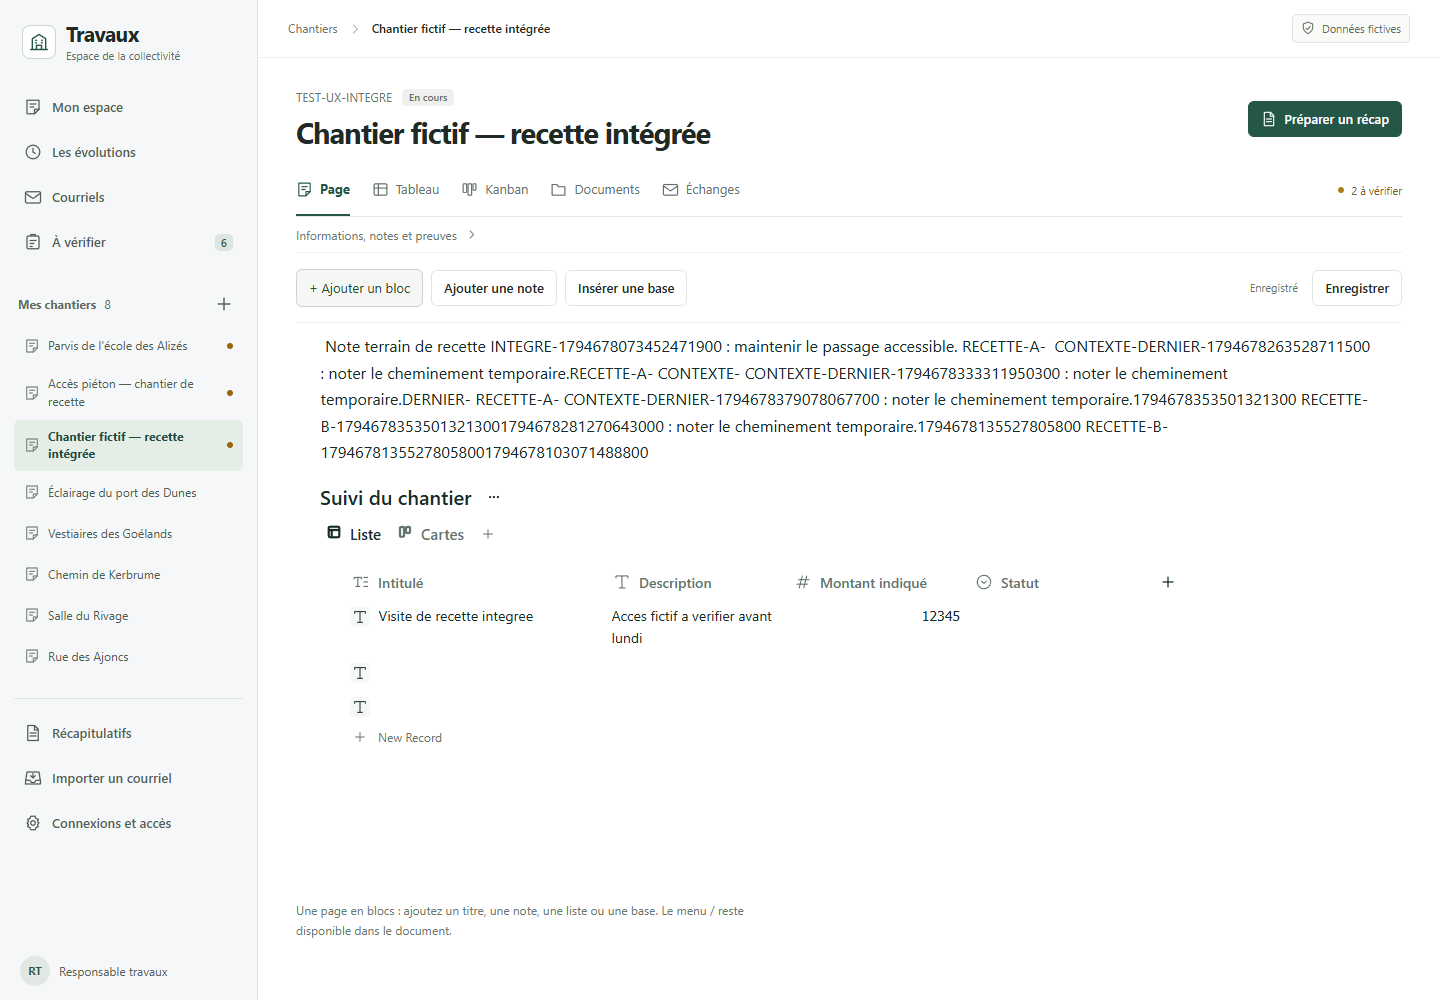 Travaux
Espace de la collectivité
Mon espace
Les évolutions
Courriels
À vérifier 6
Mes chantiers 8
Parvis de l'école des Alizés
Accès piéton — chantier de
recette
Chantier fictif — recette
intégrée
Éclairage du port des Dunes
Vestiaires des Goélands
Chemin de Kerbrume
Salle du Rivage
Rue des Ajoncs
Récapitulatifs
Importer un courriel
Connexions et accès
RT Responsable travaux
Chantiers > Chantier fictif — recette intégrée
Données fictives
TEST-UX-INTEGRE En cours
Chantier fictif — recette intégrée
Préparer un récap
Page Tableau Kanban Documents Échanges
2 à vérifier
Informations, notes et preuves >
+ Ajouter un bloc Ajouter une note Insérer une base
Enregistré Enregistrer
Note terrain de recette INTEGRE-1794678073452471900 : maintenir le passage accessible. RECETTE-A- CONTEXTE-DERNIER-1794678263528711500
: noter le cheminement temporaire.RECETTE-A- CONTEXTE- CONTEXTE-DERNIER-1794678333311950300 : noter le cheminement
temporaire.DERNIER- RECETTE-A- CONTEXTE-DERNIER-1794678379078067700 : noter le cheminement temporaire.1794678353501321300 RECETTE-
B-17946783535013213001794678281270643000 : noter le cheminement temporaire.1794678135527805800 RECETTE-B-
17946781355278058001794678103071488800
Suivi du chantier ...
Liste Cartes +
Intitulé Description # Montant indiqué Statut +
Visite de recette integree Acces fictif a verifier avant 12345
lundi
+ New Record
Une page en blocs : ajoutez un titre, une note, une liste ou une base. Le menu / reste
disponible dans le document.